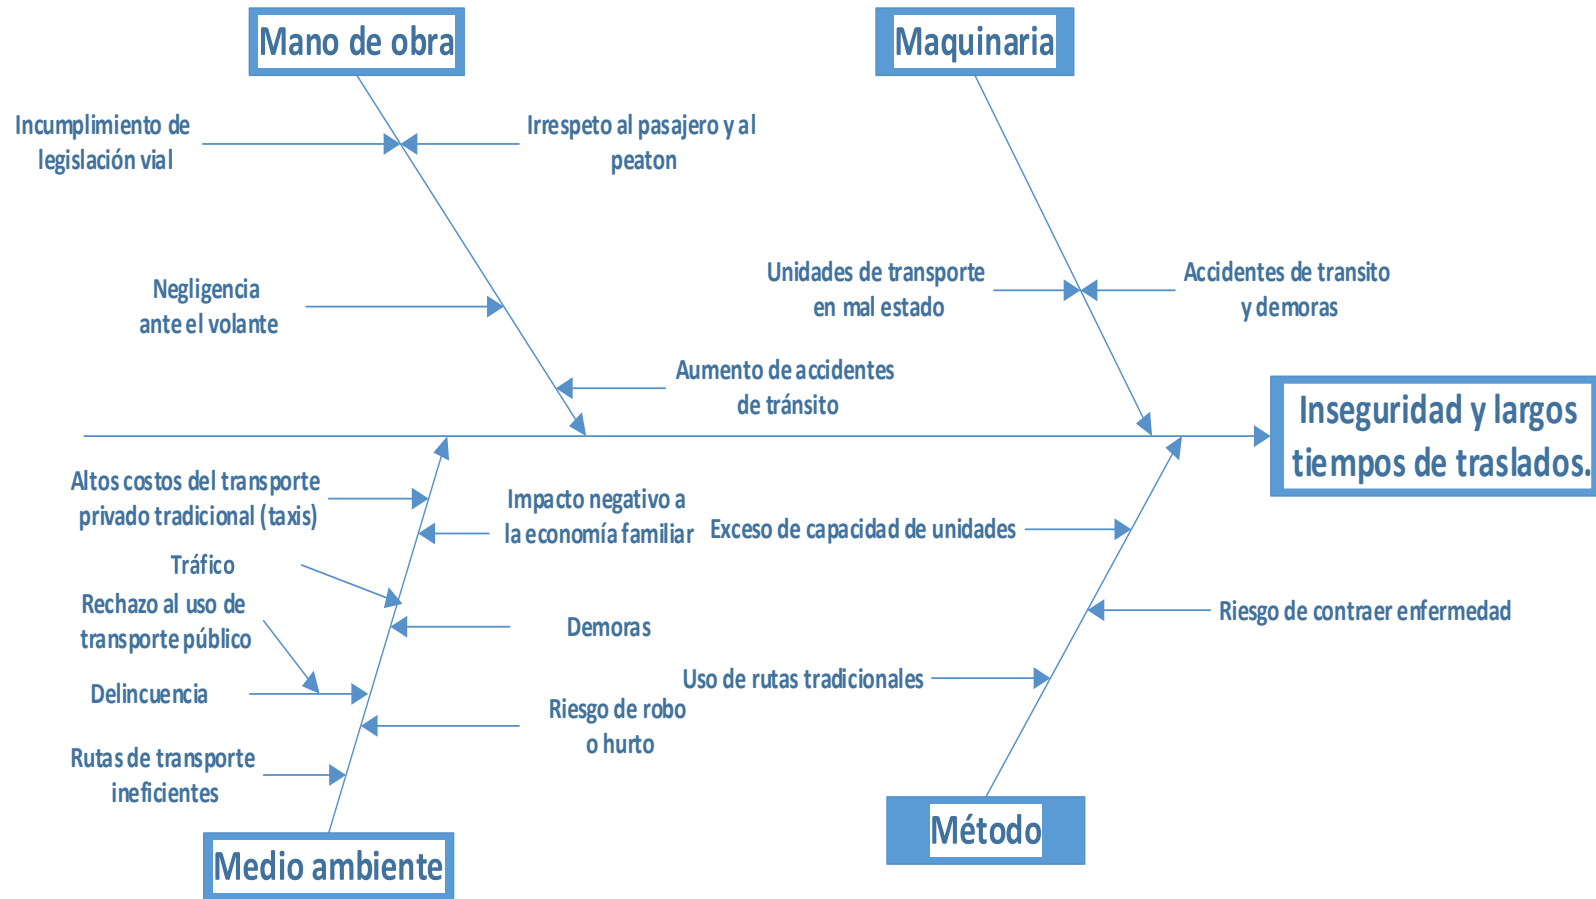 Mano de obra
Maquinaria
Incumplimiento de
legislación vial
Irrespeto al pasajero y al
peaton
Negligencia
ante el volante
Unidades de transporte
en mal estado
Accidentes de transito
y demoras
Aumento de accidentes
de tránsito
Inseguridad y largos
tiempos de traslados.
Altos costos del transporte
privado tradicional (taxis)
Impacto negativo a
la economía familiar
Exceso de capacidad de unidades
Tráfico
Rechazo al uso de
transporte público
Demoras
Riesgo de contraer enfermedad
Delincuencia
Uso de rutas tradicionales
Riesgo de robo
o hurto
Rutas de transporte
ineficientes
Medio ambiente
Método